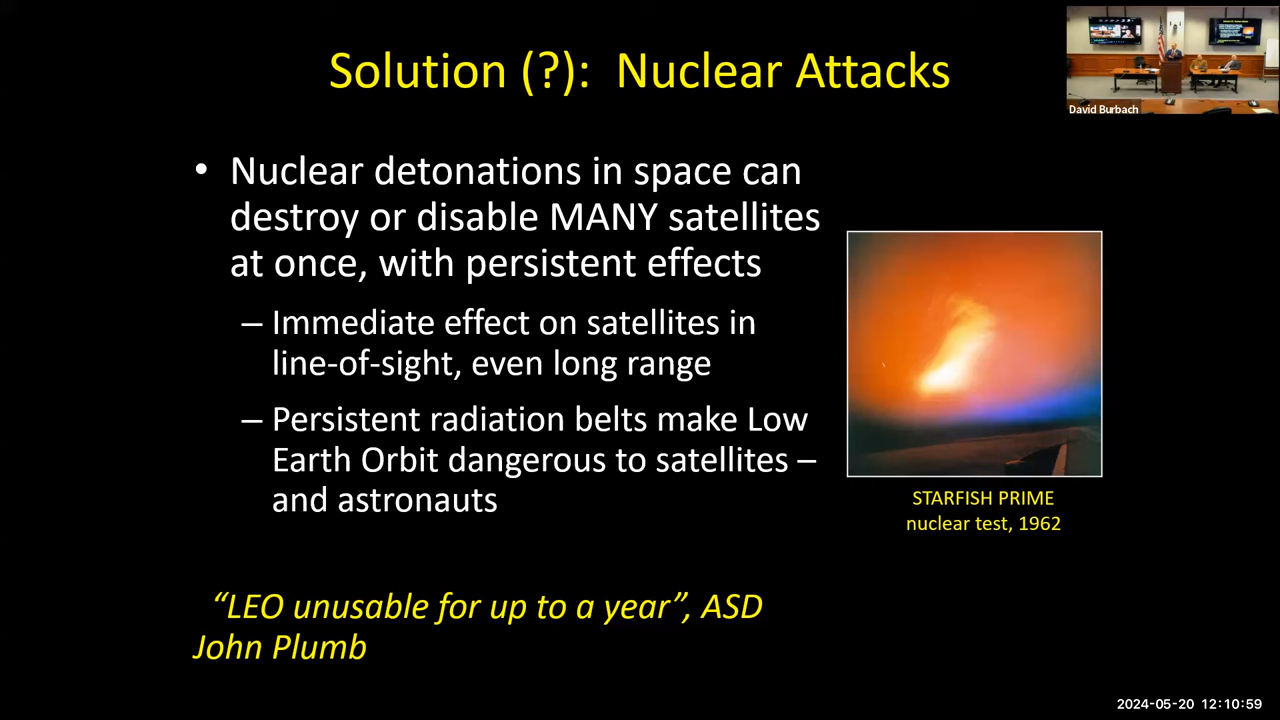 Solution (?): Nuclear Attacks
David Burbach
• Nuclear detonations in space can
destroy or disable MANY satellites
at once, with persistent effects
– Immediate effect on satellites in
line-of-sight, even long range
– Persistent radiation belts make Low
Earth Orbit dangerous to satellites –
and astronauts
STARFISH PRIME
nuclear test, 1962
“LEO unusable for up to a year”, ASD
John Plumb
2024-05-20 12:10:59